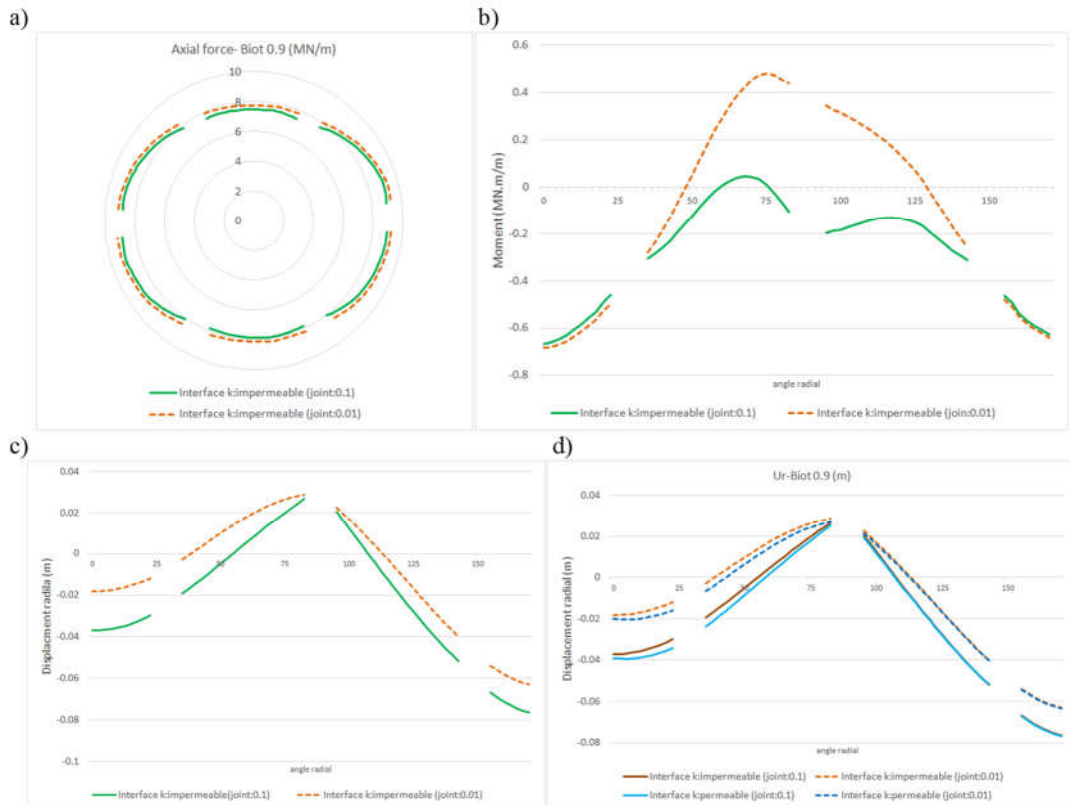 a)
Axial force- Biot 0.9 (MN/m)
10
8
6
4
2
0
Interface k:impermeable (joint:0.1)
Interface k:impermeable (joint:0.01)
b)
0.6
0.4
0.2
0
-0.2
-0.4
-0.6
-0.8
Moment (MN.m/m)
0 25 50 75 100 125 150
angle radial
Interface k:impermeable (joint:0.1) Interface k:impermeable (join:0.01)
c)
0.04
0.02
0
-0.02
-0.04
-0.06
-0.08
-0.1
Displacment radila (m)
0 25 50 75 100 125 150
angle radial
Interface k:impermeable(joint:0.1) Interface k:impermeable (joint:0.01)
d)
Ur-Biot 0.9 (m)
0.04
0.02
0
-0.02
-0.04
-0.06
-0.08
Displacement radial (m)
0 25 50 75 100 125 150
angle radial
Interface k:impermeable (joint:0.1) Interface k:impermeable (joint:0.01)
Interface k:permeable (joint:0.1) Interface k:permeable (joint:0.01)